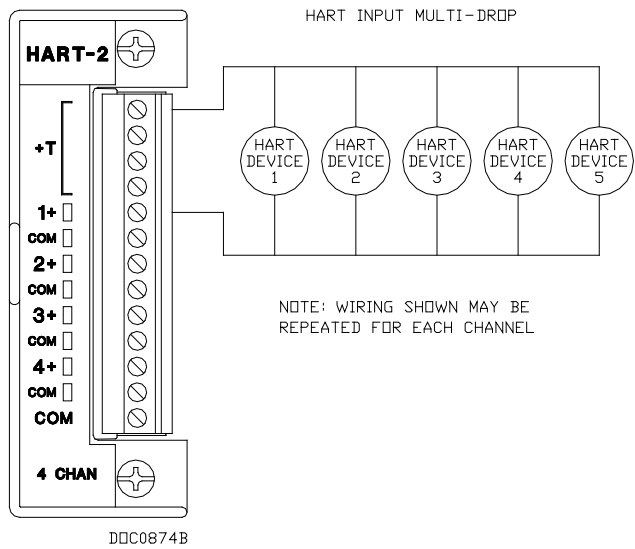 HART INPUT MULTI-DROP
HART-2
+T
1+
COM
2+
COM
3+
COM
4+
COM
COM
4 CHAN
HART
DEVICE
1
HART
DEVICE
2
HART
DEVICE
3
HART
DEVICE
4
HART
DEVICE
5
NOTE: WIRING SHOWN MAY BE
REPEATED FOR EACH CHANNEL
DOC0874B